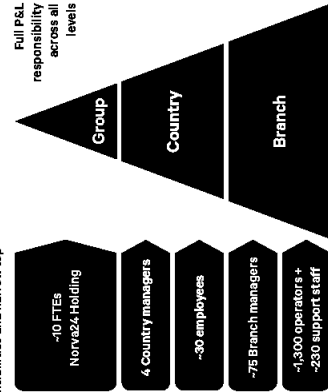 Full P&L
responsibility
across all
levels
Group
Country
Branch
~10 FTEs
Norva24 Holding
4 Country managers
~30 employees
~75 Branch managers
~1,300 operators +
~230 support staff